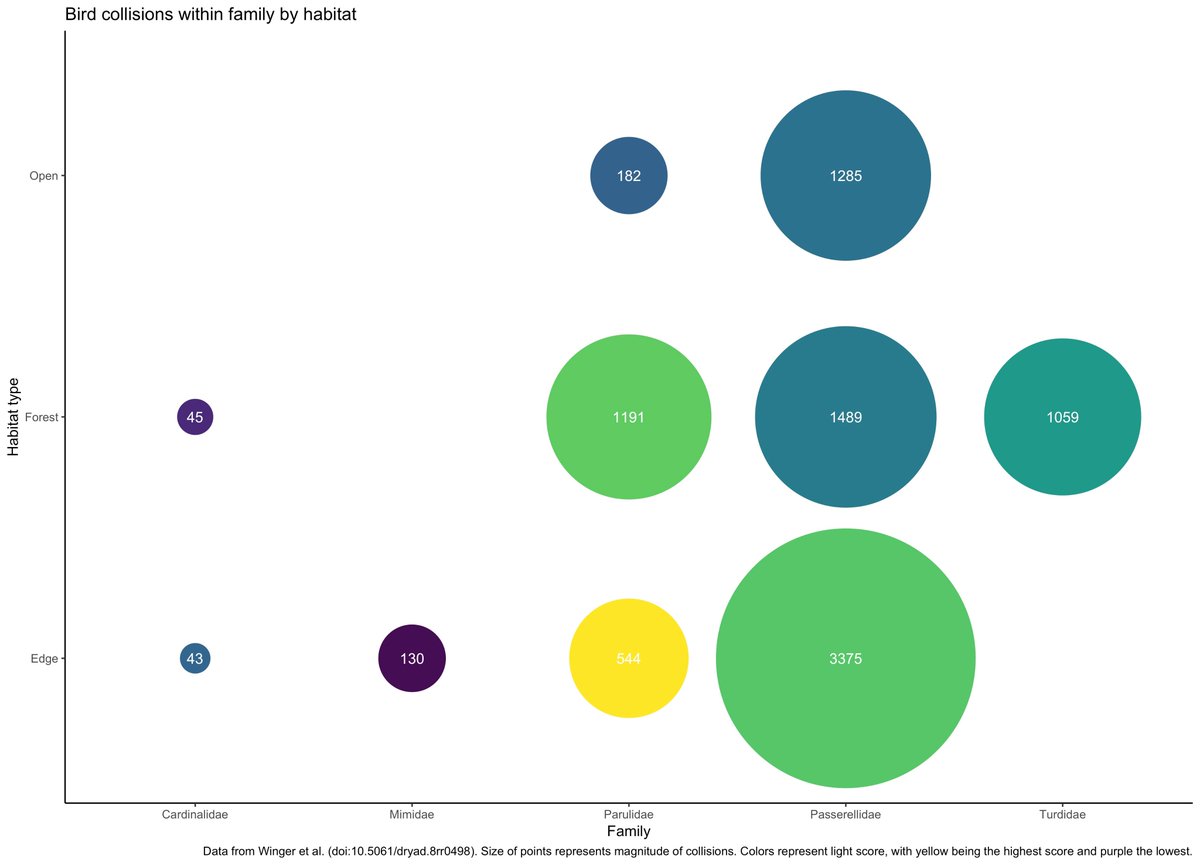 Bird collisions within family by habitat
Open
182
1285
Habitat type
Forest
45
1191
1489
1059
Edge
43
130
544
3375
Cardinalidae
Mimidae
Parulidae
Passerellidae
Turdidae
Family
Data from Winger et al. (doi:10.5061/dryad.8rr0498). Size of points represents magnitude of collisions. Colors represent light score, with yellow being the highest score and purple the lowest.